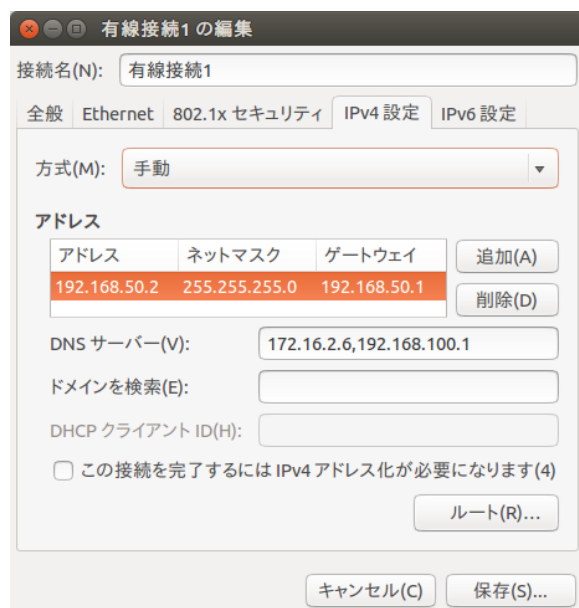 有線接続1 の編集
接続名(N): 有線接続1
全般 Ethernet 802.1x セキュリティ IPv4 設定 IPv6 設定
方式(M): 手動
アドレス
アドレス ネットマスク ゲートウェイ 追加(A)
192.168.50.2 255.255.255.0 192.168.50.1
削除(D)
DNS サーバー(V): 172.16.2.6,192.168.100.1
ドメインを検索(E):
DHCP クライアント ID(H):
この接続を完了するには IPv4 アドレス化が必要になります(4)
ルート(R)...
キャンセル(C) 保存(S)...